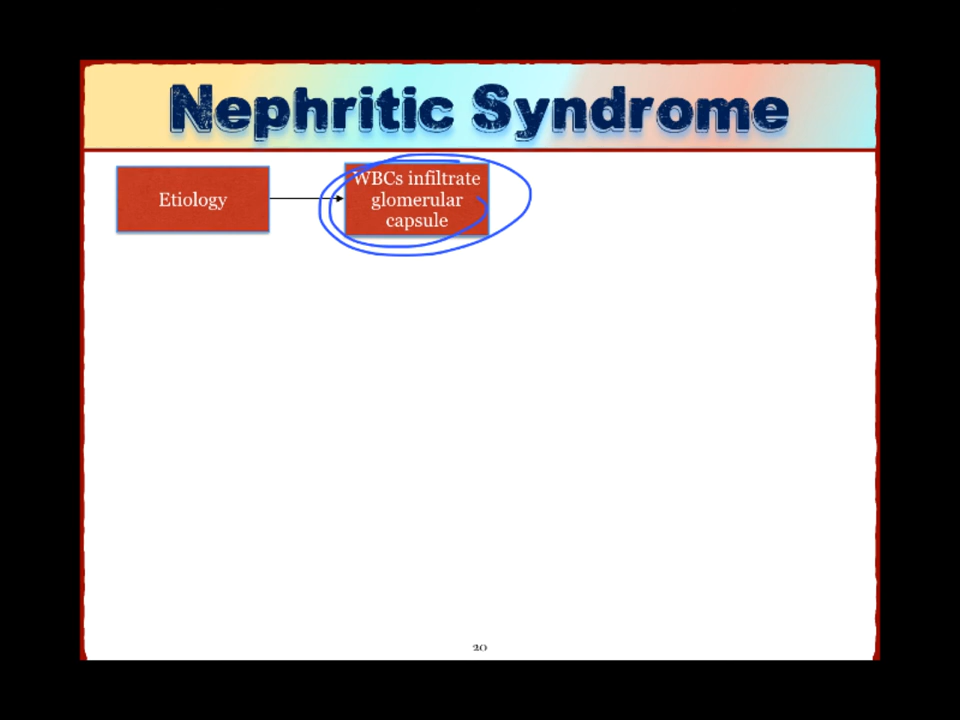 Nephritic Syndrome
Etiology
WBCs infiltrate
glomerular
capsule
20